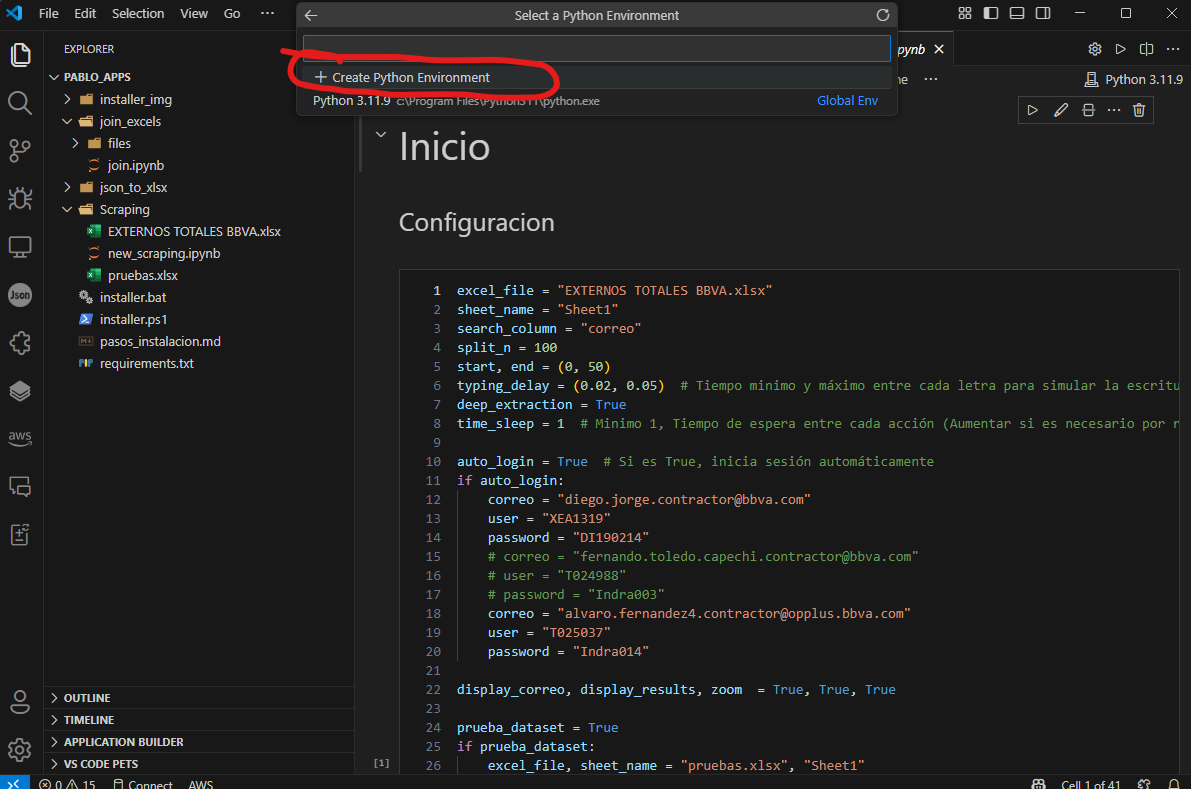 File Edit Selection View Go ···
Select a Python Environment
EXPLORER
PABLO_APPS
installer_img
join_excels
files
join.ipynb
json_to_xlsx
Scraping
EXTERNOS TOTALES BBVA.xlsx
new_scraping.ipynb
pruebas.xlsx
installer.bat
installer.ps1
pasos_instalacion.md
requirements.txt
OUTLINE
TIMELINE
APPLICATION BUILDER
VS CODE PETS
Json
aws
+ Create Python Environment
Python 3.11.9 c:\Program Files\Python311\python.exe Global Env
Python 3.11.9
Inicio
Configuracion
1 excel_file = "EXTERNOS TOTALES BBVA.xlsx"
2 sheet_name = "Sheet1"
3 search_column = "correo"
4 split_n = 100
5 start, end = (0, 50)
6 typing_delay = (0.02, 0.05) # Tiempo minimo y máximo entre cada letra para simular la escritu
7 deep_extraction = True
8 time_sleep = 1 # Minimo 1, Tiempo de espera entre cada acción (Aumentar si es necesario por r
9
10 auto_login = True # Si es True, inicia sesión automáticamente
11 if auto_login:
12 correo = "diego.jorge.contractor@bbva.com"
13 user = "XEA1319"
14 password = "DI190214"
15 # correo = "fernando.toledo.capechi.contractor@bbva.com"
16 # user = "T024988"
17 # password = "Indra003"
18 correo = "alvaro.fernandez4.contractor@opplus.bbva.com"
19 user = "T025037"
20 password = "Indra014"
21
22 display_correo, display_results, zoom = True, True, True
23
24 prueba_dataset = True
25 if prueba_dataset:
26 excel_file, sheet_name = "pruebas.xlsx", "Sheet1"
[1]
0 15 Connect AWS
Cell 1 of 41